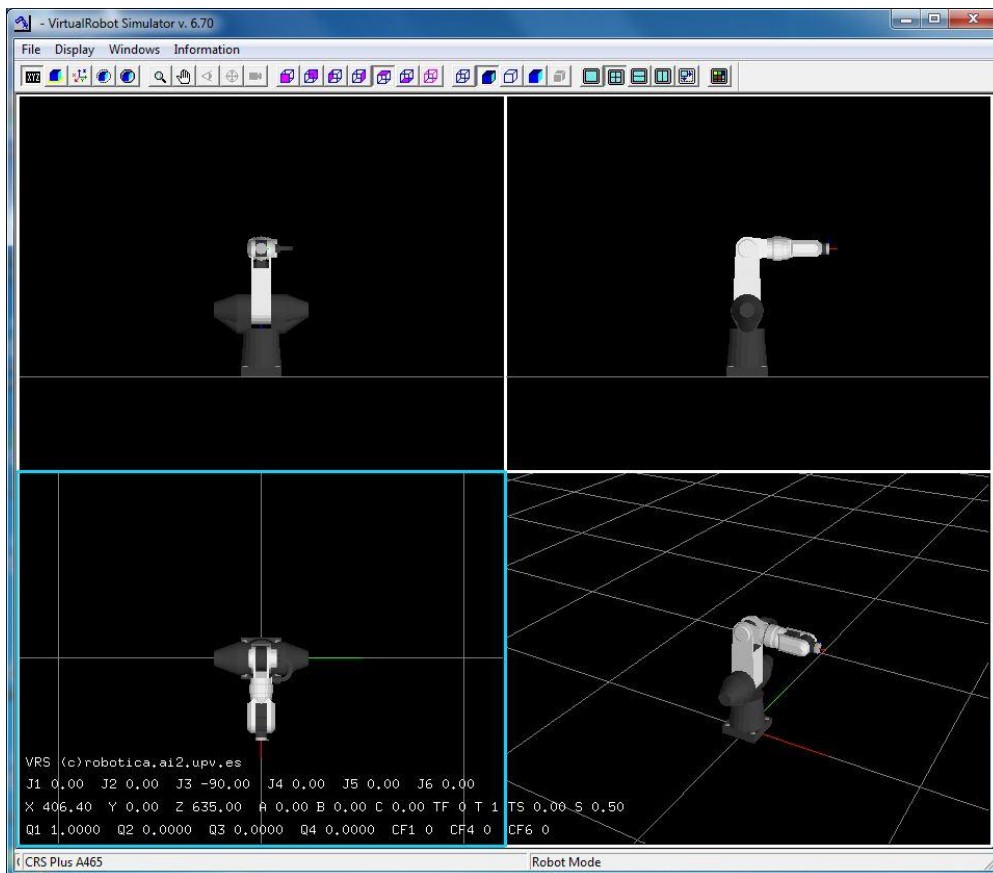 - VirtualRobot Simulator v. 6.70
File Display Windows Information
XYZ
VRS (c)robotica.ai2.upv.es
J1 0.00 J2 0.00 J3 -90.00 J4 0.00 J5 0.00 J6 0.00
X 406.40 Y 0.00 Z 635.00 A 0.00 B 0.00 C 0.00 TF 0 T 1 TS 0.00 S 0.50
Q1 1.0000 Q2 0.0000 Q3 0.0000 Q4 0.0000 CF1 0 CF4 0 CF6 0
CRS Plus A465 Robot Mode